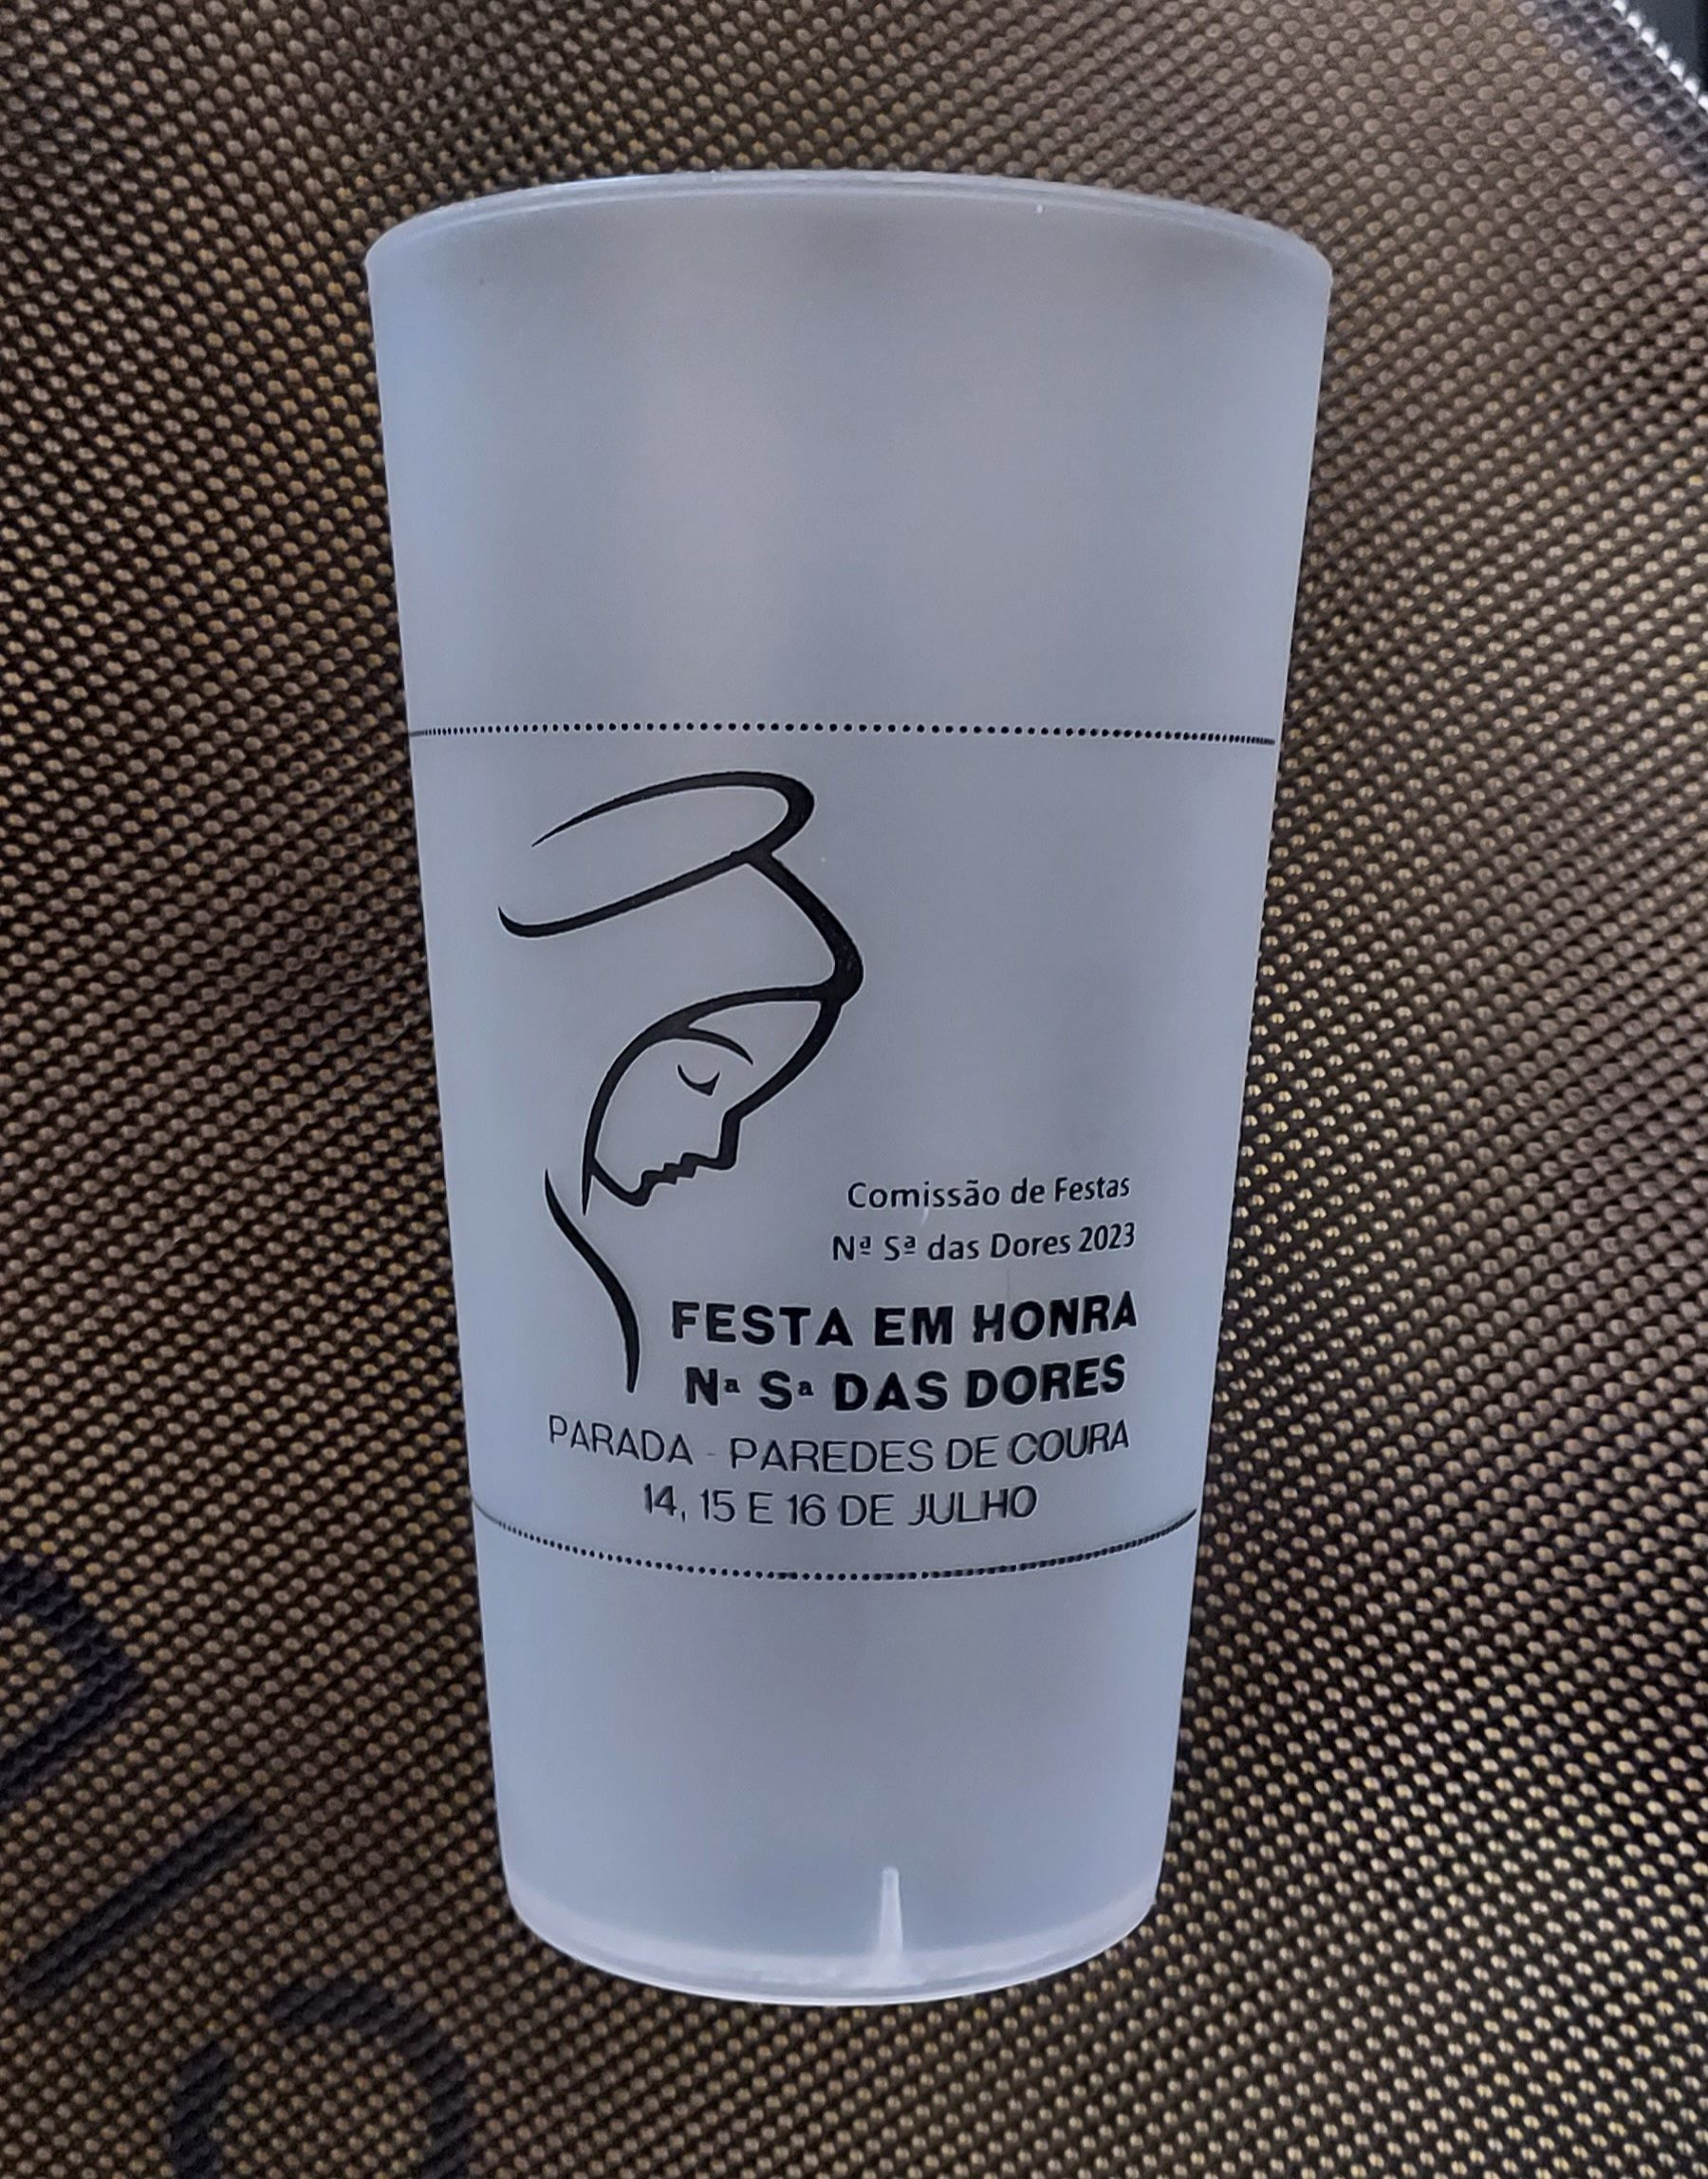 Comissão de Festas
Nª Sª das Dores 2023
FESTA EM HONRA
Nª Sª DAS DORES
PARADA - PAREDES DE COURA
14, 15 E 16 DE JULHO